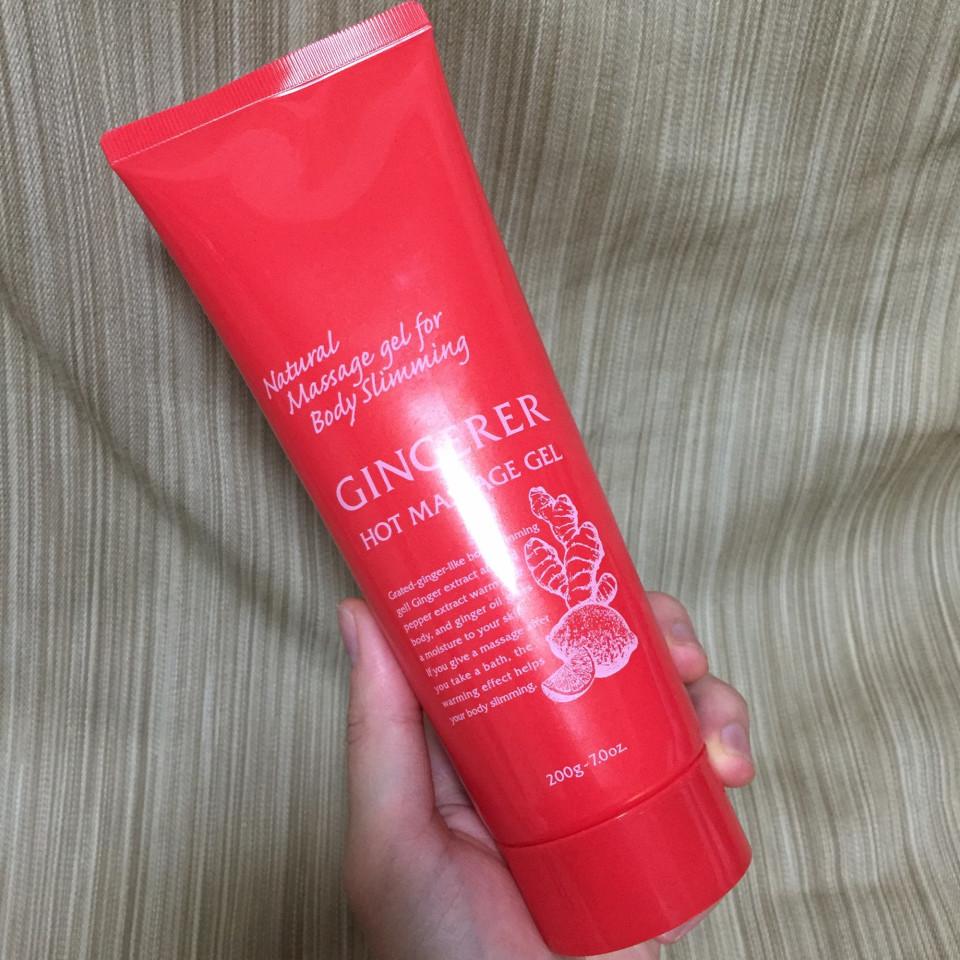 Natural
Massage gel for
Body Slimming
GINGERER
HOT MASSAGE GEL
Grated-ginger-like body slimming
gel! Ginger extract
pepper extract warm
body, and ginger oil
a moisture to your skin.
If you give a massage after
you take a bath, the
warming effect helps
your body slimming.
200g-7.0oz.